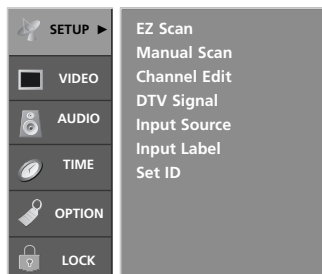 SETUP ►
VIDEO
AUDIO
TIME
OPTION
LOCK
EZ Scan
Manual Scan
Channel Edit
DTV Signal
Input Source
Input Label
Set ID